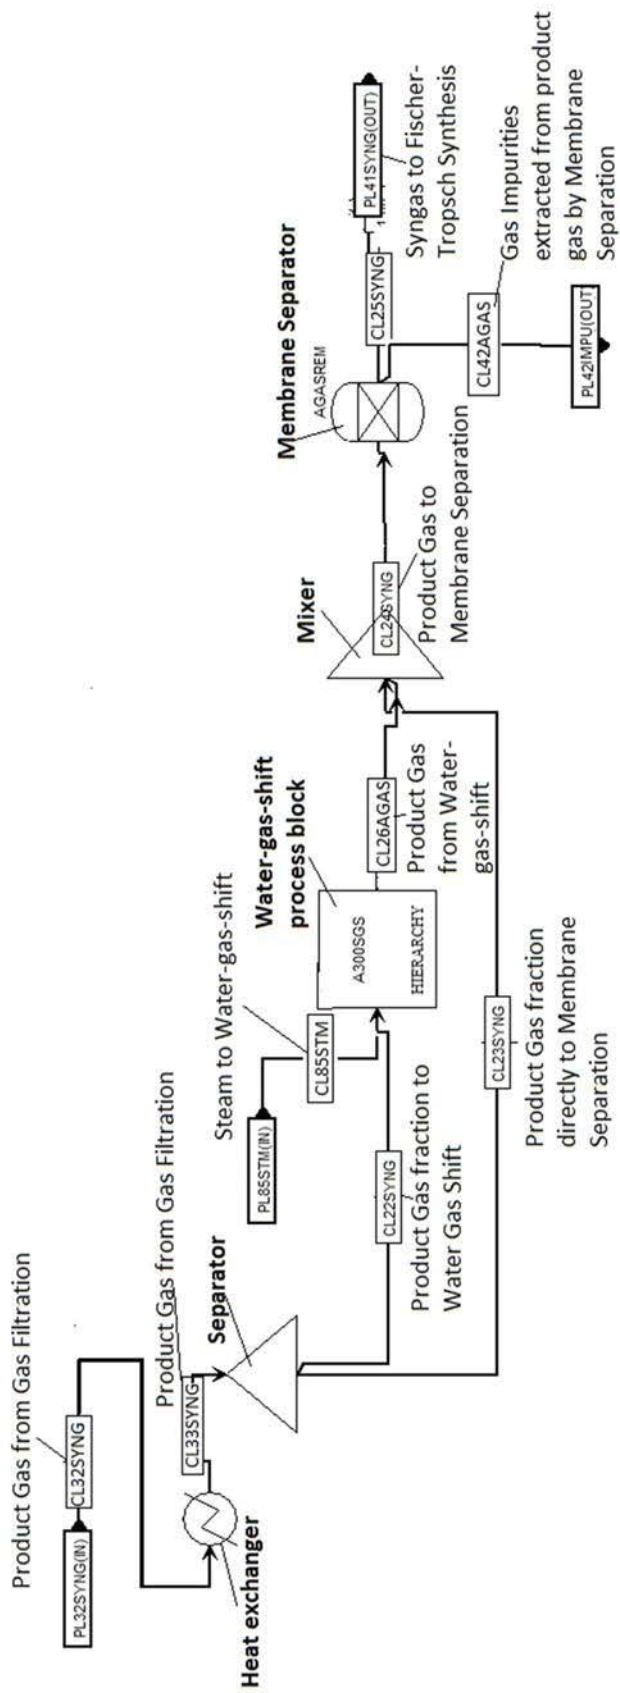 Product Gas from Gas Filtration
PL32SYNG(IN)
CL32SYNG
Heat exchanger
CL33SYNG
Product Gas from Gas Filtration
Separator
PL85STM(IN)
CL85STM
Steam to Water-gas-shift
CL22SYNG
Product Gas fraction to
Water Gas Shift
CL23SYNG
Product Gas fraction
directly to Membrane
Separation
Water-gas-shift
process block
A300SGS
HIERARCHY
CL26AGAS
Product Gas
from Water-
gas-shift
Mixer
CL24SYNG
Product Gas to
Membrane Separation
Membrane Separator
AGASREM
CL25SYNG
PL41SYNG(OUT)
Syngas to Fischer-
Tropsch Synthesis
CL42AGAS
Gas Impurities
extracted from product
gas by Membrane
Separation
PL42IMPU(OUT)